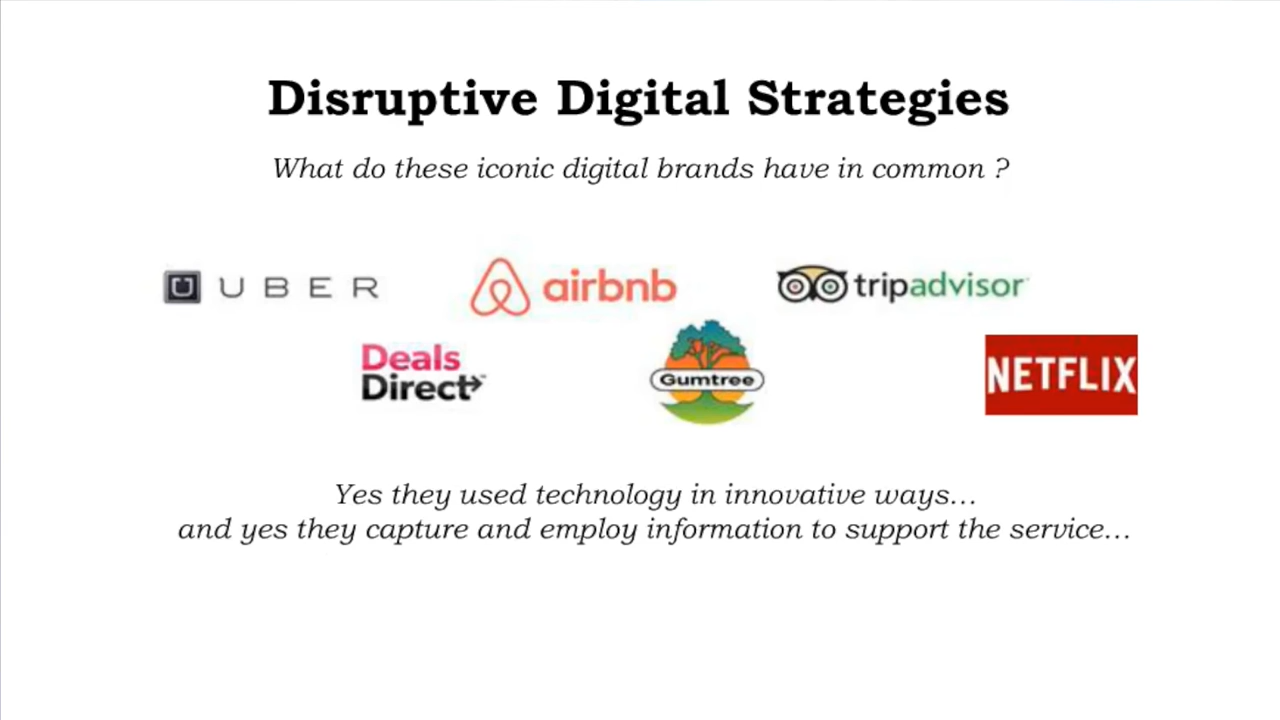 Disruptive Digital Strategies
What do these iconic digital brands have in common ?
UBER
airbnb
tripadvisor
Deals
Direct
Gumtree
NETFLIX
Yes they used technology in innovative ways...
and yes they capture and employ information to support the service...